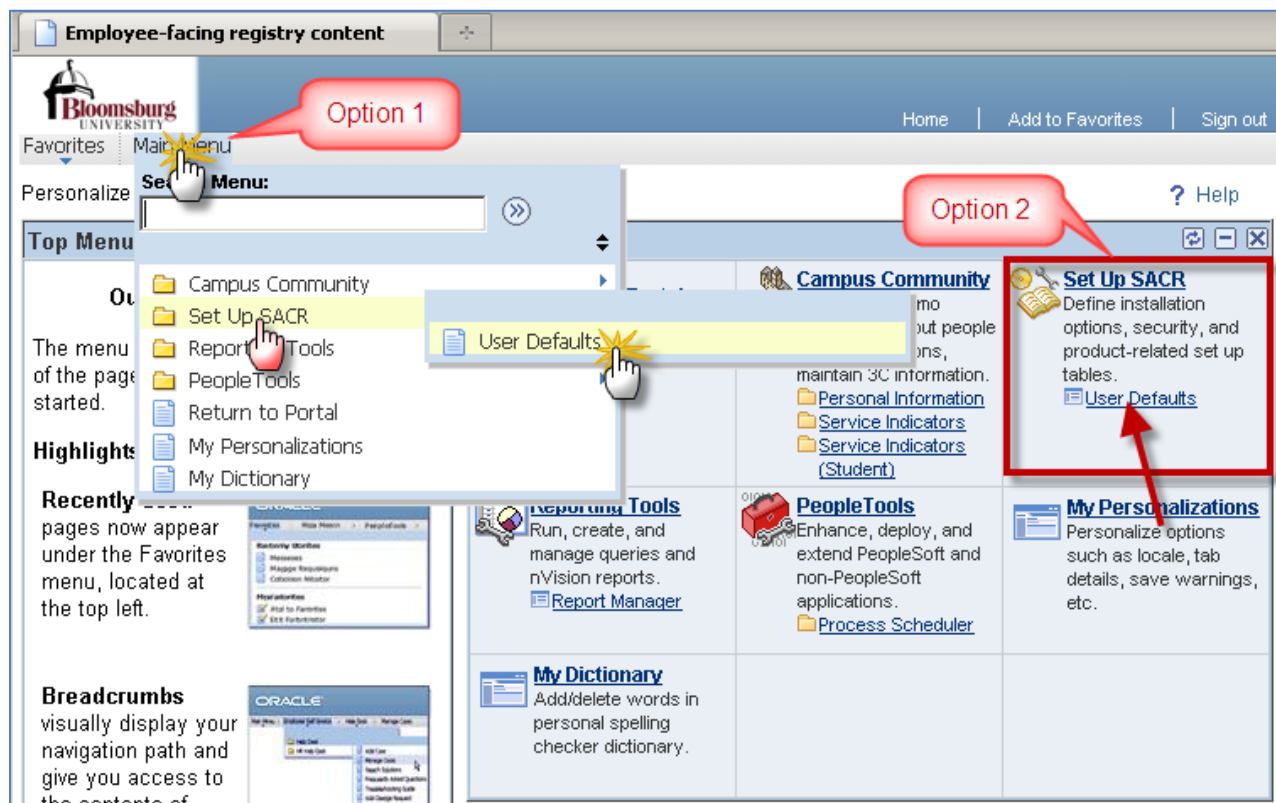 Employee-facing registry content
Bloomsburg
UNIVERSITY
Option 1
Home | Add to Favorites | Sign out
Favorites
Main Menu
Personalize
Menu:
Option 2
? Help
Top Menu
Campus Community
Set Up SACR
User Defaults
Tools
PeopleTools
Return to Portal
My Personalizations
My Dictionary
The menu
of the page
started.
Highlights
Recently
pages now appear
under the Favorites
menu, located at
the top left.
Breadcrumbs
visually display your
navigation path and
give you access to
the contents of
ORACLE
Campus Community
out people
maintain 3C information.
Personal Information
Service Indicators
Service Indicators
(Student)
Set Up SACR
Define installation
options, security, and
product-related set up
tables.
User Defaults
Reporting Tools
Run, create, and
manage queries and
nVision reports.
Report Manager
PeopleTools
Enhance, deploy, and
extend PeopleSoft and
non-PeopleSoft
applications.
Process Scheduler
My Personalizations
Personalize options
such as locale, tab
details, save warnings,
etc.
My Dictionary
Add/delete words in
personal spelling
checker dictionary.